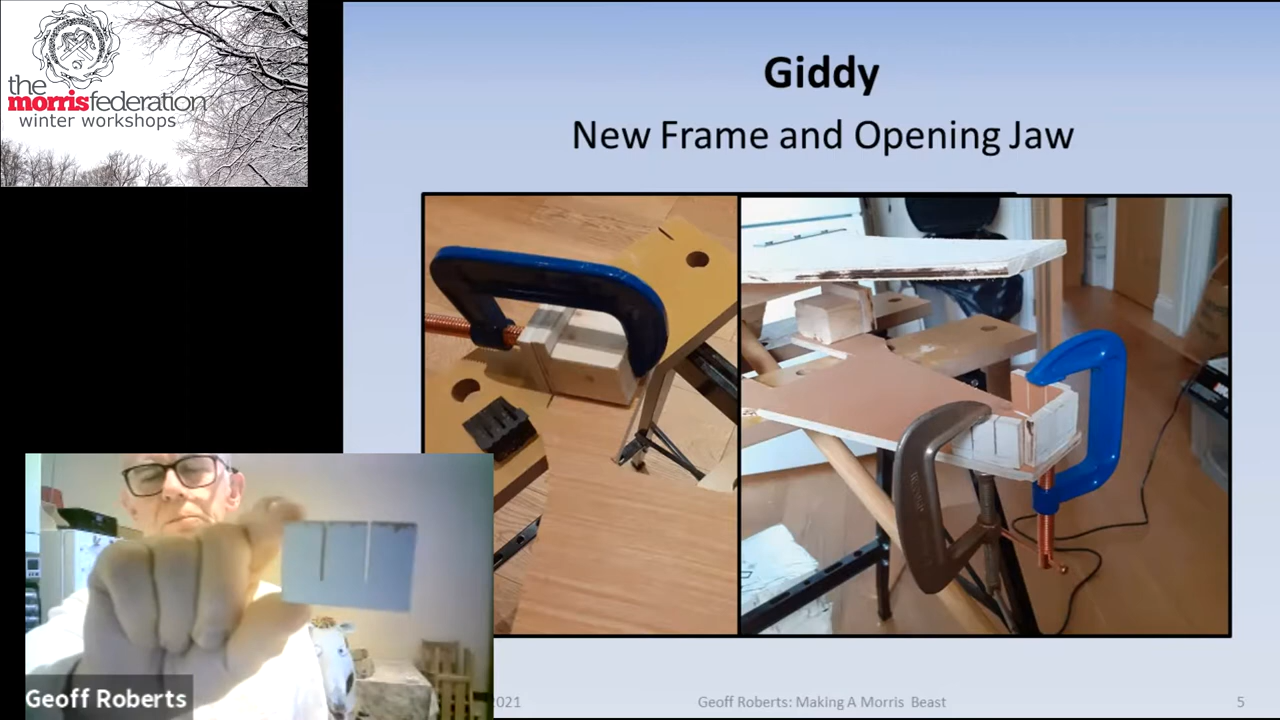 the
morrisfederation
winter workshops
Giddy
New Frame and Opening Jaw
Geoff Roberts
2021
Geoff Roberts: Making A Morris Beast
5